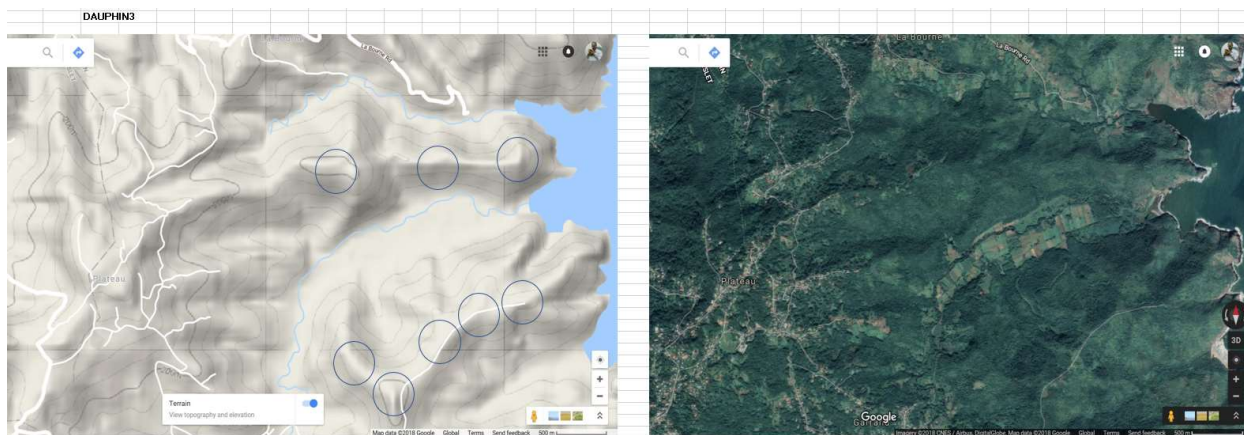 DAUPHIN3
La Bourne Rd
Plateau
Terrain
View topography and elevation
Map data ©2018 Google Global Terms Send feedback 500 m
La Bourne
La Bourne Rd
Plateau
3D
Google
Imagery ©2018 CNES / Airbus, DigitalGlobe, Map data ©2018 Google Global Terms Send feedback 500 m